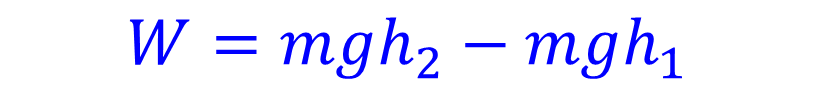 W = mgh₂ − mgh₁